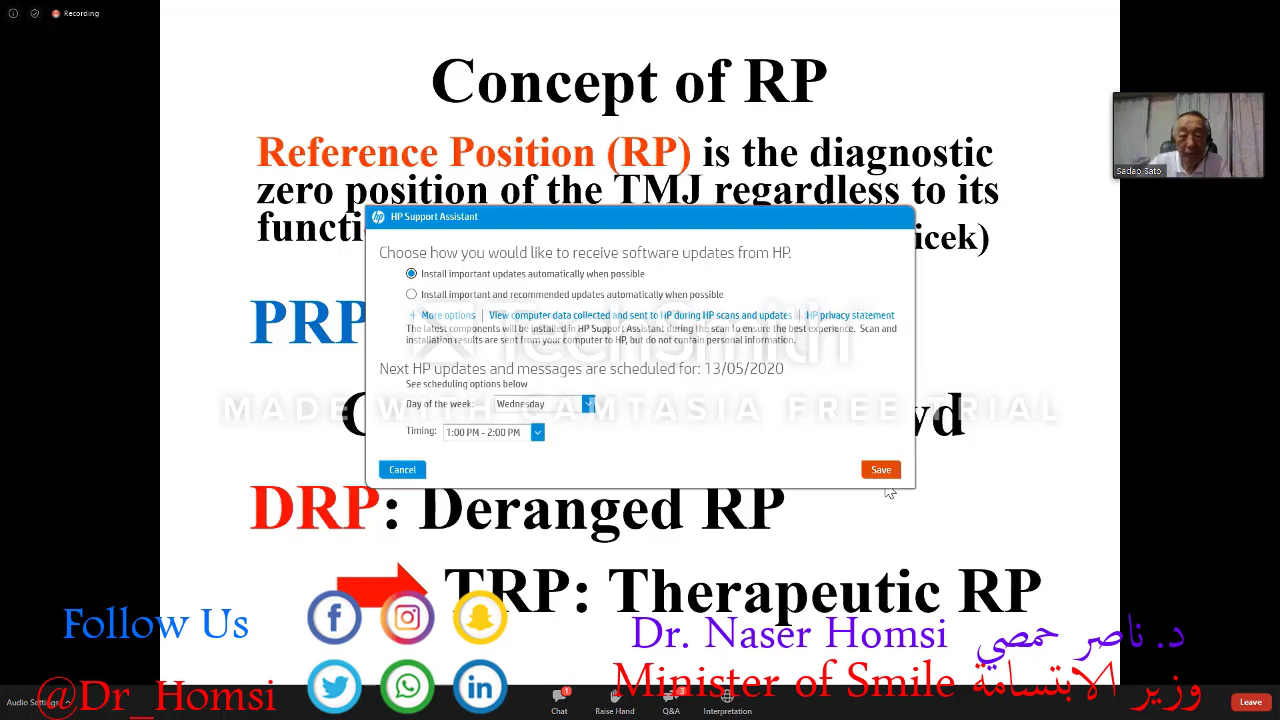 Recording
Concept of RP
Reference Position (RP) is the diagnostic
zero position of the TMJ regardless to its
functi
icek)
Sadao Sato
HP Support Assistant
Choose how you would like to receive software updates from HP.
Install important updates automatically when possible
Install important and recommended updates automatically when possible
+ More options | View computer data collected and sent to HP during HP scans and updates | HP privacy statement
The latest components will be installed in HP Support Assistant during the scan to ensure the best experience. Scan and
installation results are sent from your computer to HP, but do not contain personal information.
TechSmith
PRP
Next HP updates and messages are scheduled for: 13/05/2020
See scheduling options below
Day of the week: Wednesday
MADE WITH CAMTASIA FREE TRIAL
Timing: 1:00 PM - 2:00 PM
Cancel
Save
DRP: Deranged RP
TRP: Therapeutic RP
Follow Us
Dr. Naser Homsi د. ناصر حمصي
@Dr_Homsi
Minister of Smile وزير الابتسامة
Audio Settings
Chat 1
Raise Hand
Q&A 3
Interpretation
Leave